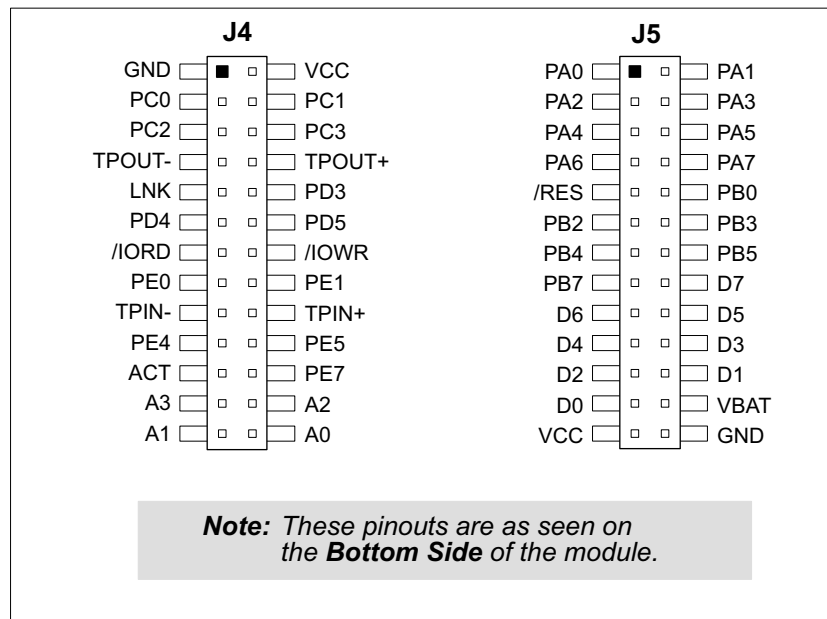 J4 J5
GND VCC PA0 PA1
PC0 PC1 PA2 PA3
PC2 PC3 PA4 PA5
TPOUT- TPOUT+ PA6 PA7
LNK PD3 /RES PB0
PD4 PD5 PB2 PB3
/IORD /IOWR PB4 PB5
PE0 PE1 PB7 D7
TPIN- TPIN+ D6 D5
PE4 PE5 D4 D3
ACT PE7 D2 D1
A3 A2 D0 VBAT
A1 A0 VCC GND
Note: These pinouts are as seen on
the Bottom Side of the module.